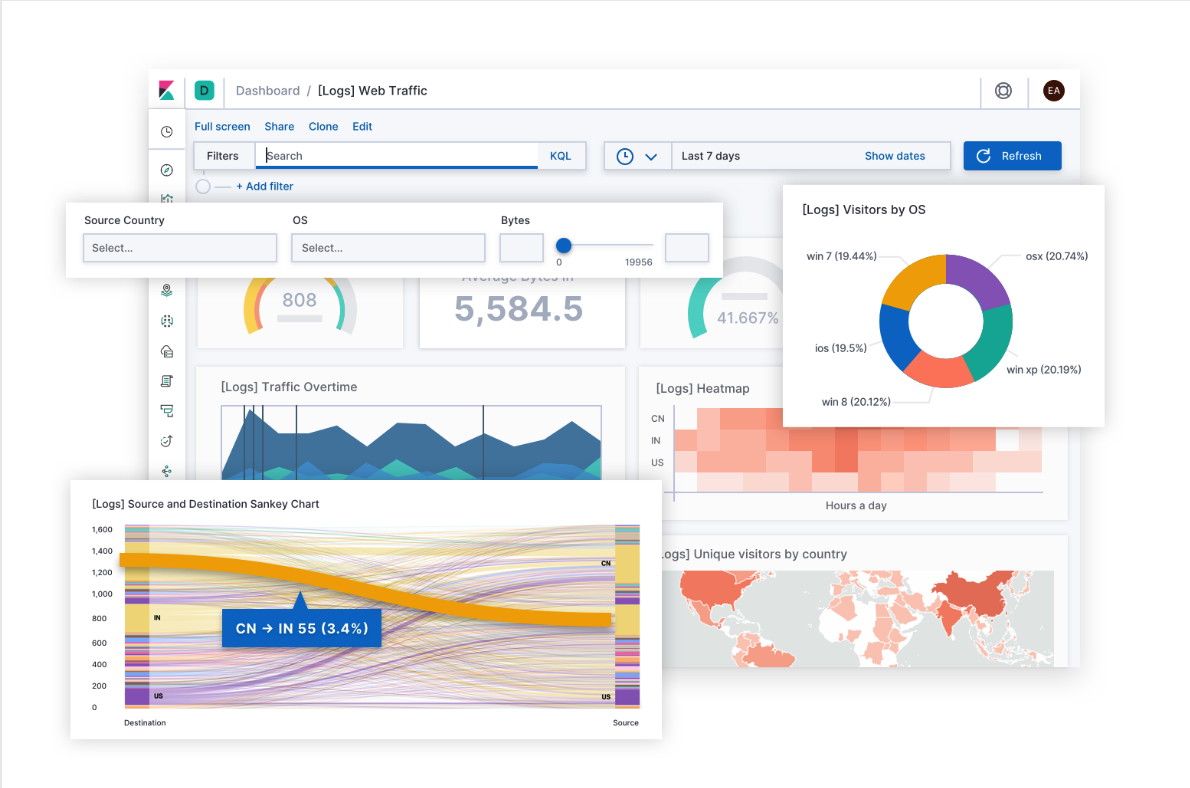 D
Dashboard / [Logs] Web Traffic
EA
Full screen Share Clone Edit
Filters Search KQL
Last 7 days Show dates Refresh
+ Add filter
Source Country OS Bytes
Select... Select...
0 19956
[Logs] Visitors by OS
win 7 (19.44%) osx (20.74%)
ios (19.5%) win xp (20.19%)
win 8 (20.12%)
808
Average Bytes In
5,584.5
41.667%
[Logs] Traffic Overtime
[Logs] Heatmap
CN
IN
US
Hours a day
[Logs] Source and Destination Sankey Chart
1,600
1,400
1,200
1,000
800
600
400
200
0
CN
IN
CN → IN 55 (3.4%)
US US
Destination Source
Logs] Unique visitors by country